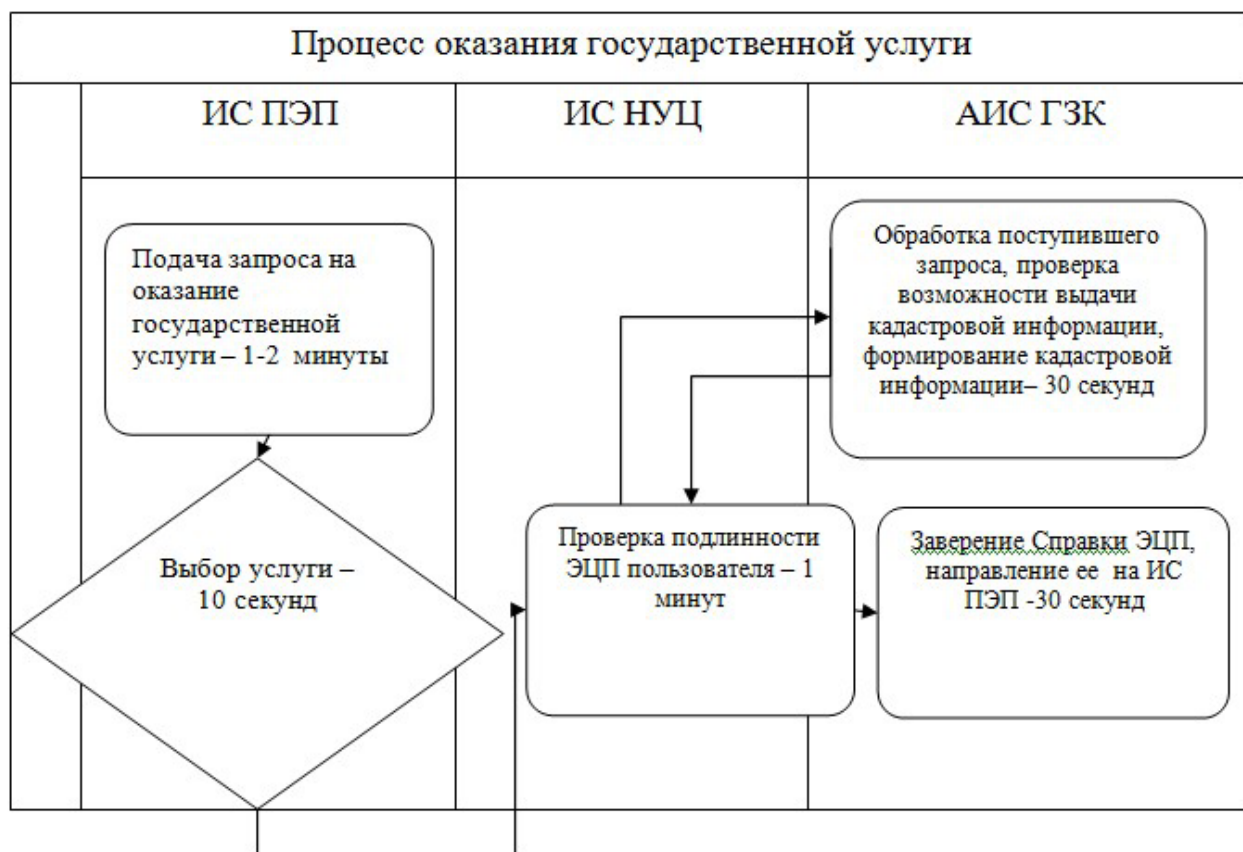 Процесс оказания государственной услуги
ИС ПЭП
ИС НУЦ
АИС ГЗК
Подача запроса на
оказание
государственной
услуги – 1-2 минуты
Выбор услуги –
10 секунд
Проверка подлинности
ЭЦП пользователя – 1
минут
Обработка поступившего
запроса, проверка
возможности выдачи
кадастровой информации,
формирование кадастровой
информации– 30 секунд
Заверение Справки ЭЦП,
направление ее на ИС
ПЭП -30 секунд